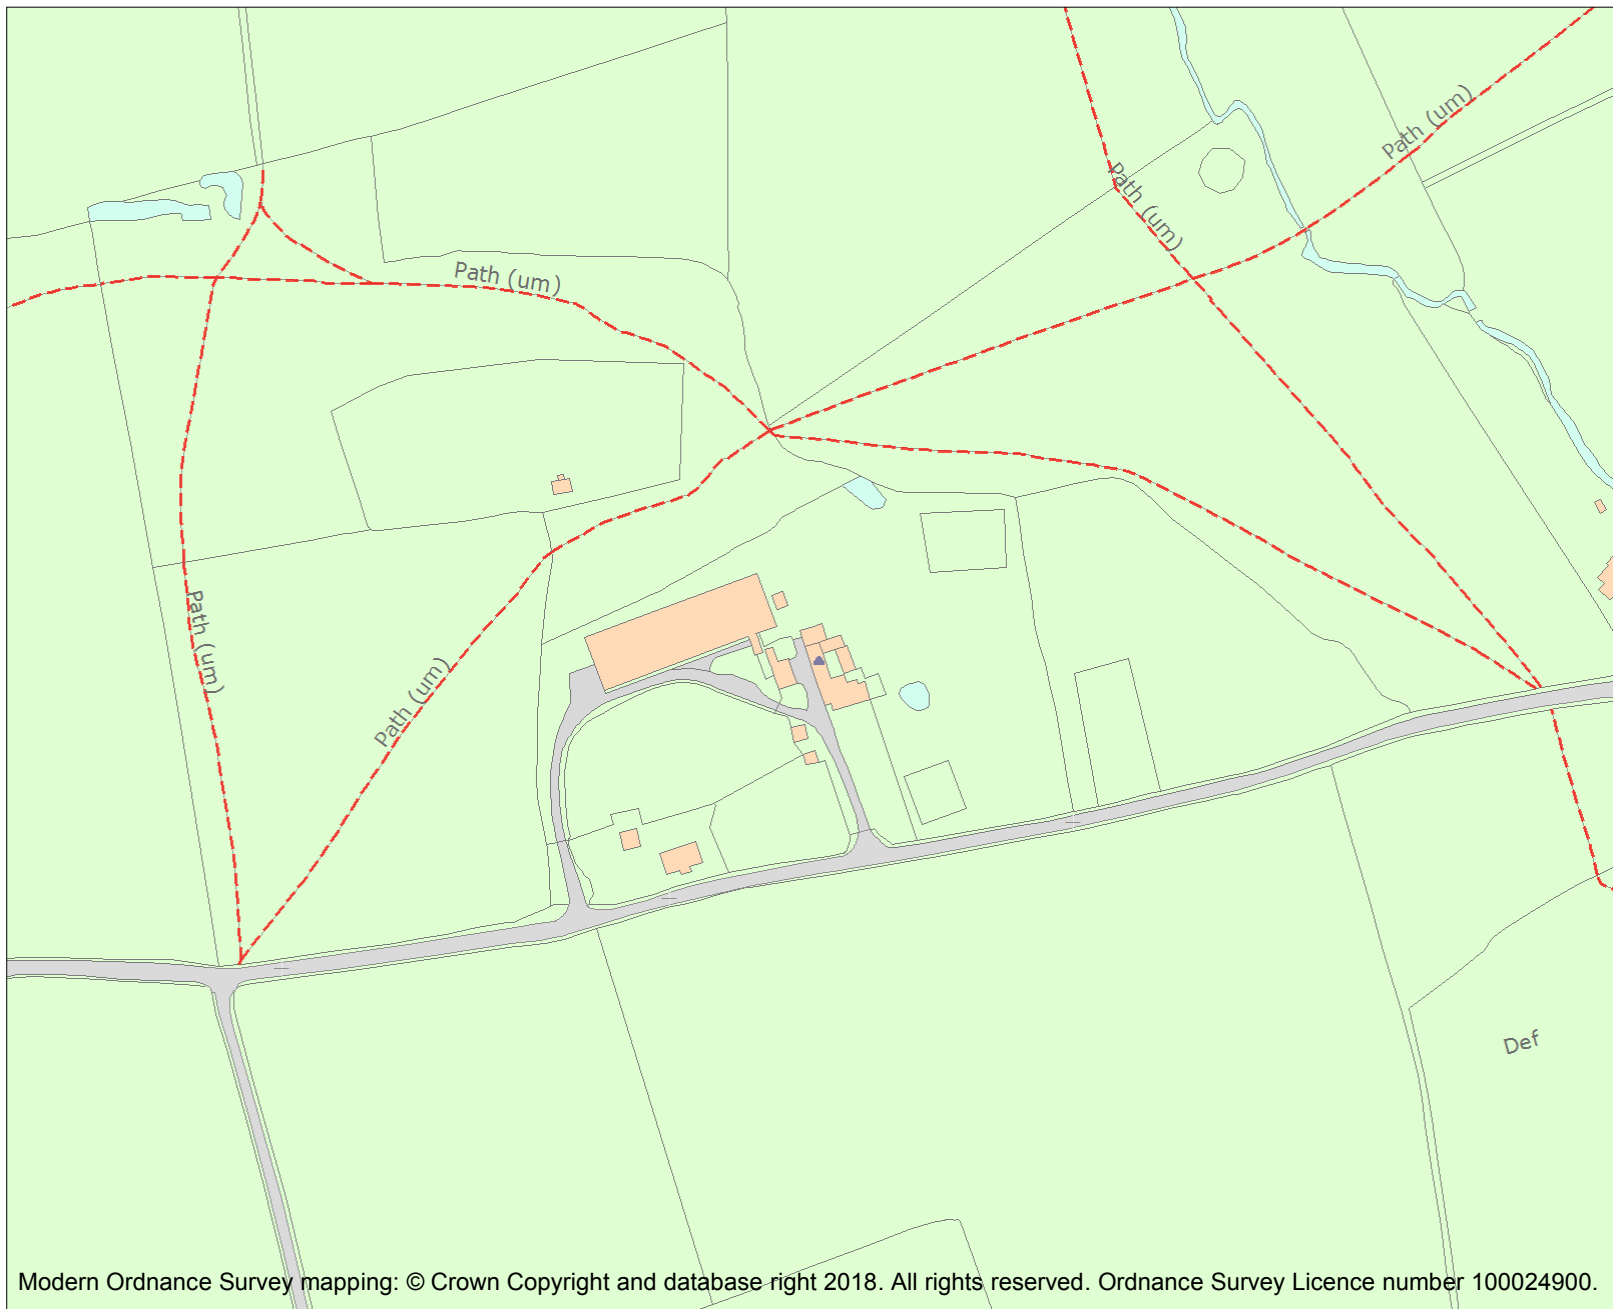 Path (um)
Path (um)
Path (um)
Path (um)
Path (um)
Def
Modern Ordnance Survey mapping: © Crown Copyright and database right 2018. All rights reserved. Ordnance Survey Licence number 100024900.